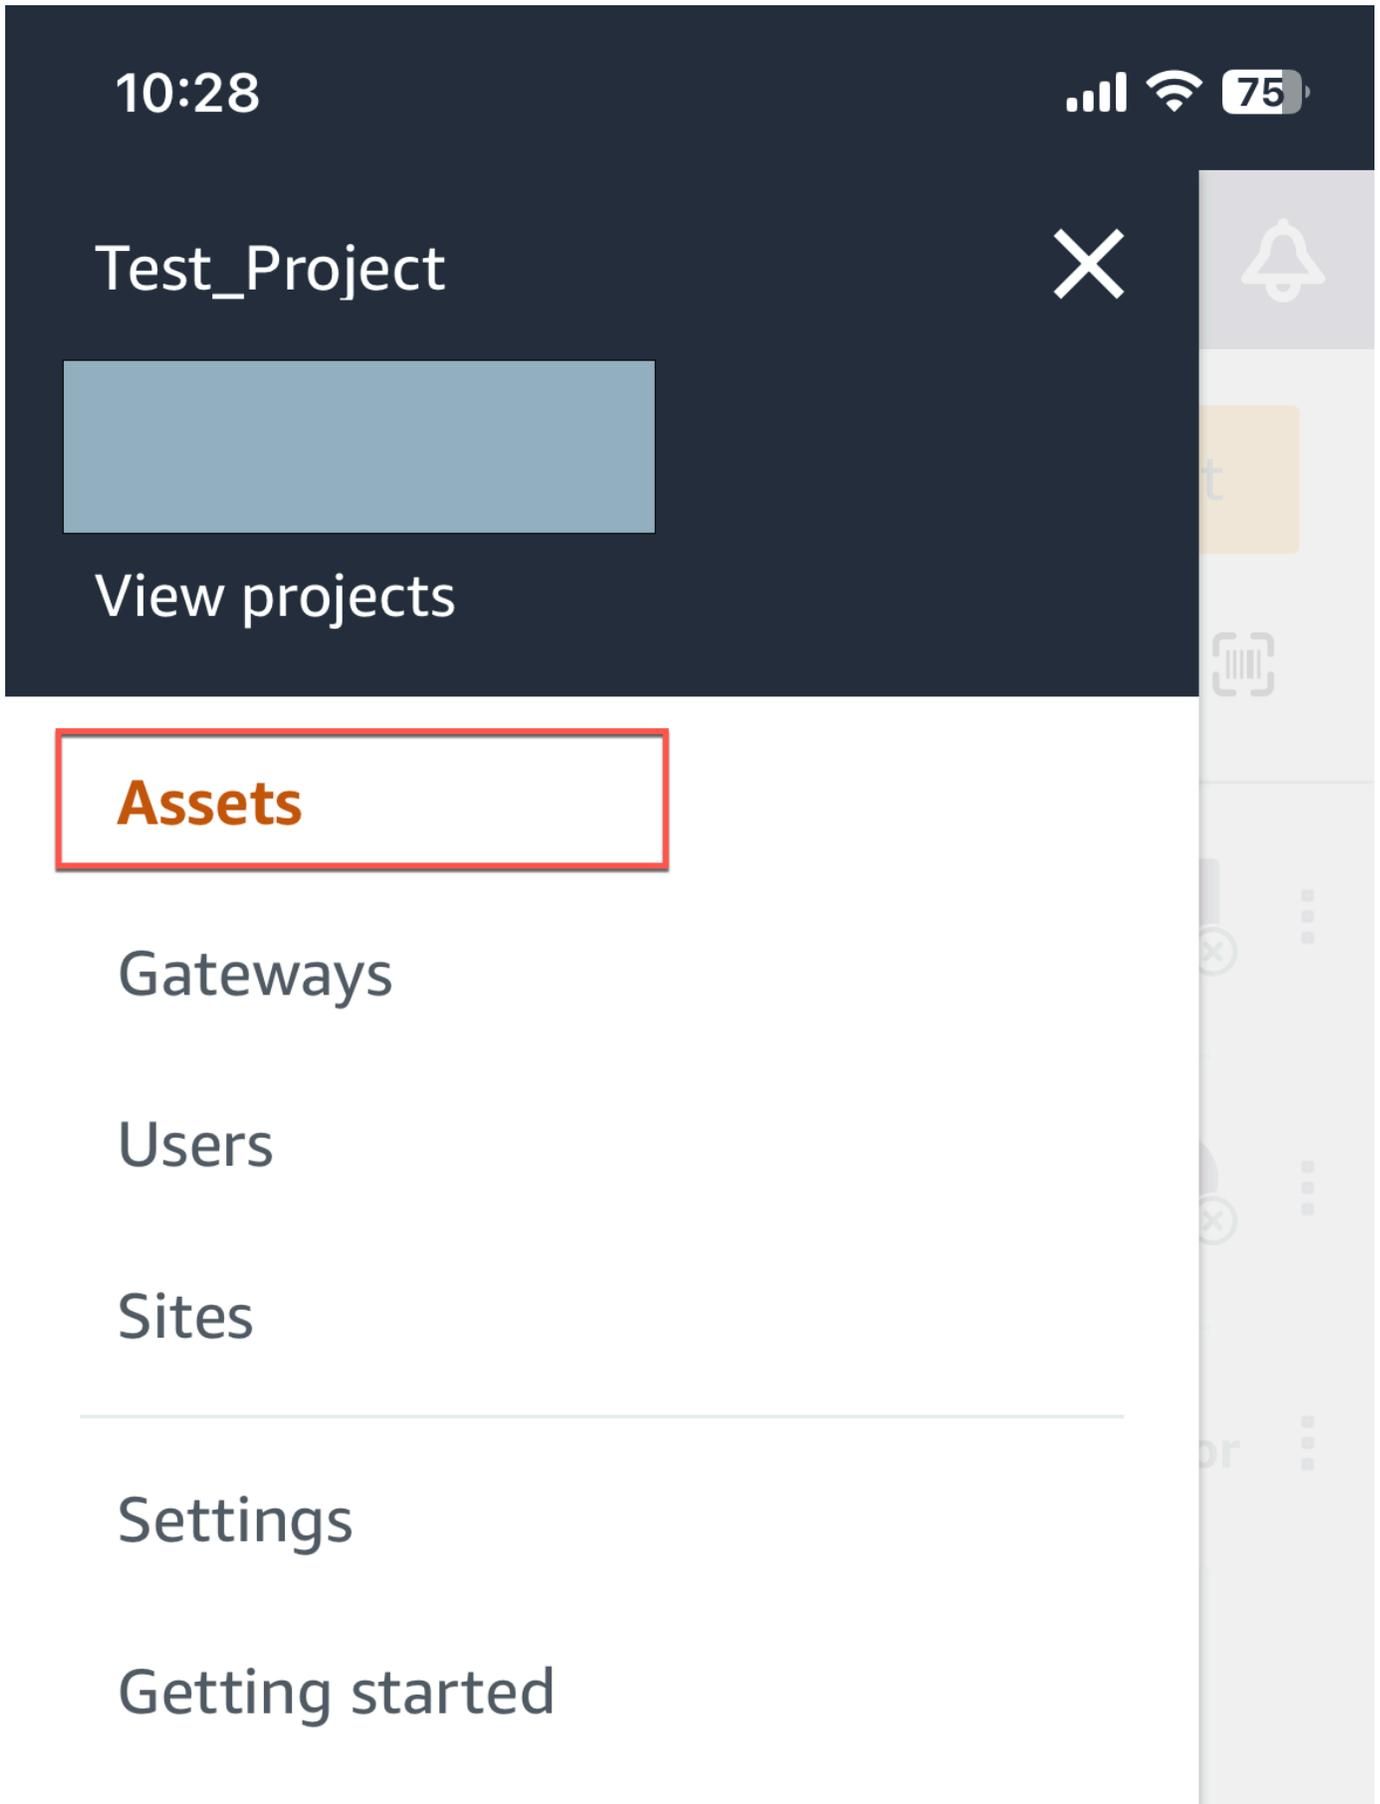 10:28
75
Test_Project
View projects
Assets
Gateways
Users
Sites
Settings
Getting started